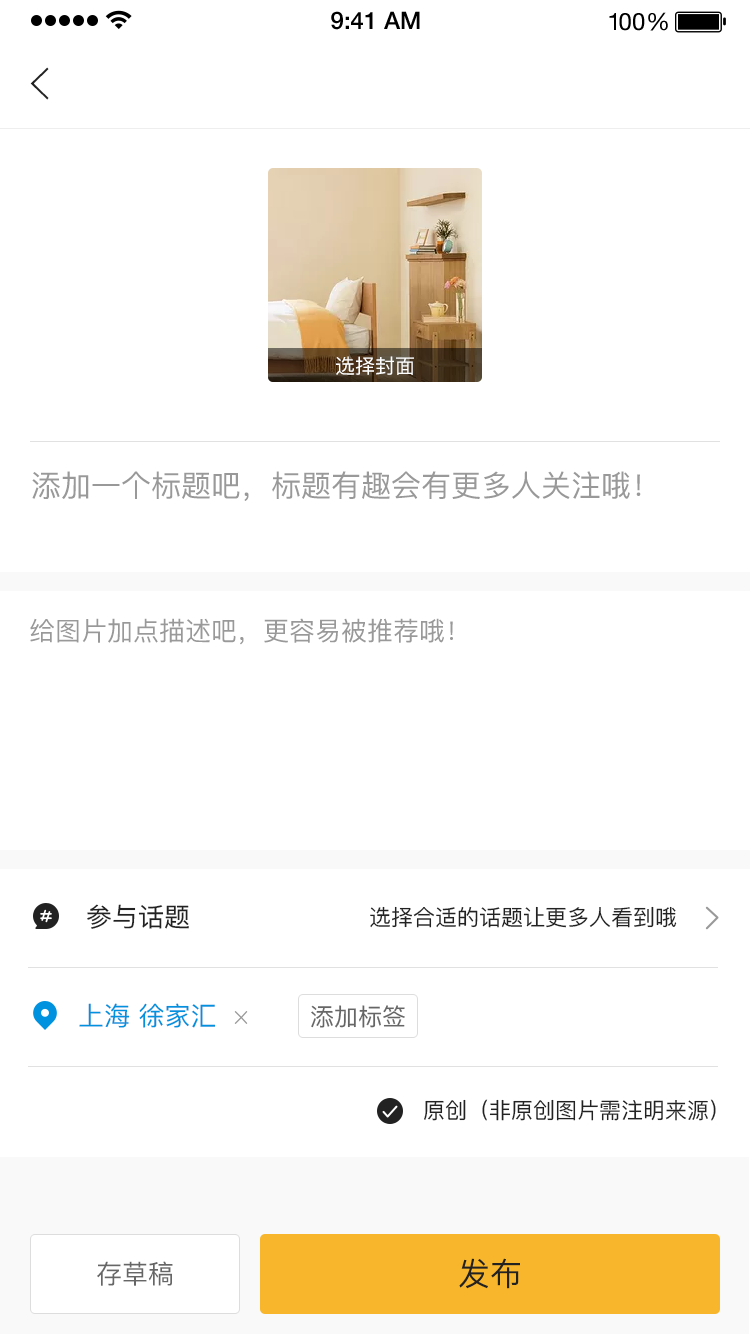 9:41 AM
100%
选择封面
添加一个标题吧，标题有趣会有更多人关注哦！
给图片加点描述吧，更容易被推荐哦！
# 参与话题 选择合适的话题让更多人看到哦
上海 徐家汇 × 添加标签
原创（非原创图片需注明来源）
存草稿 发布